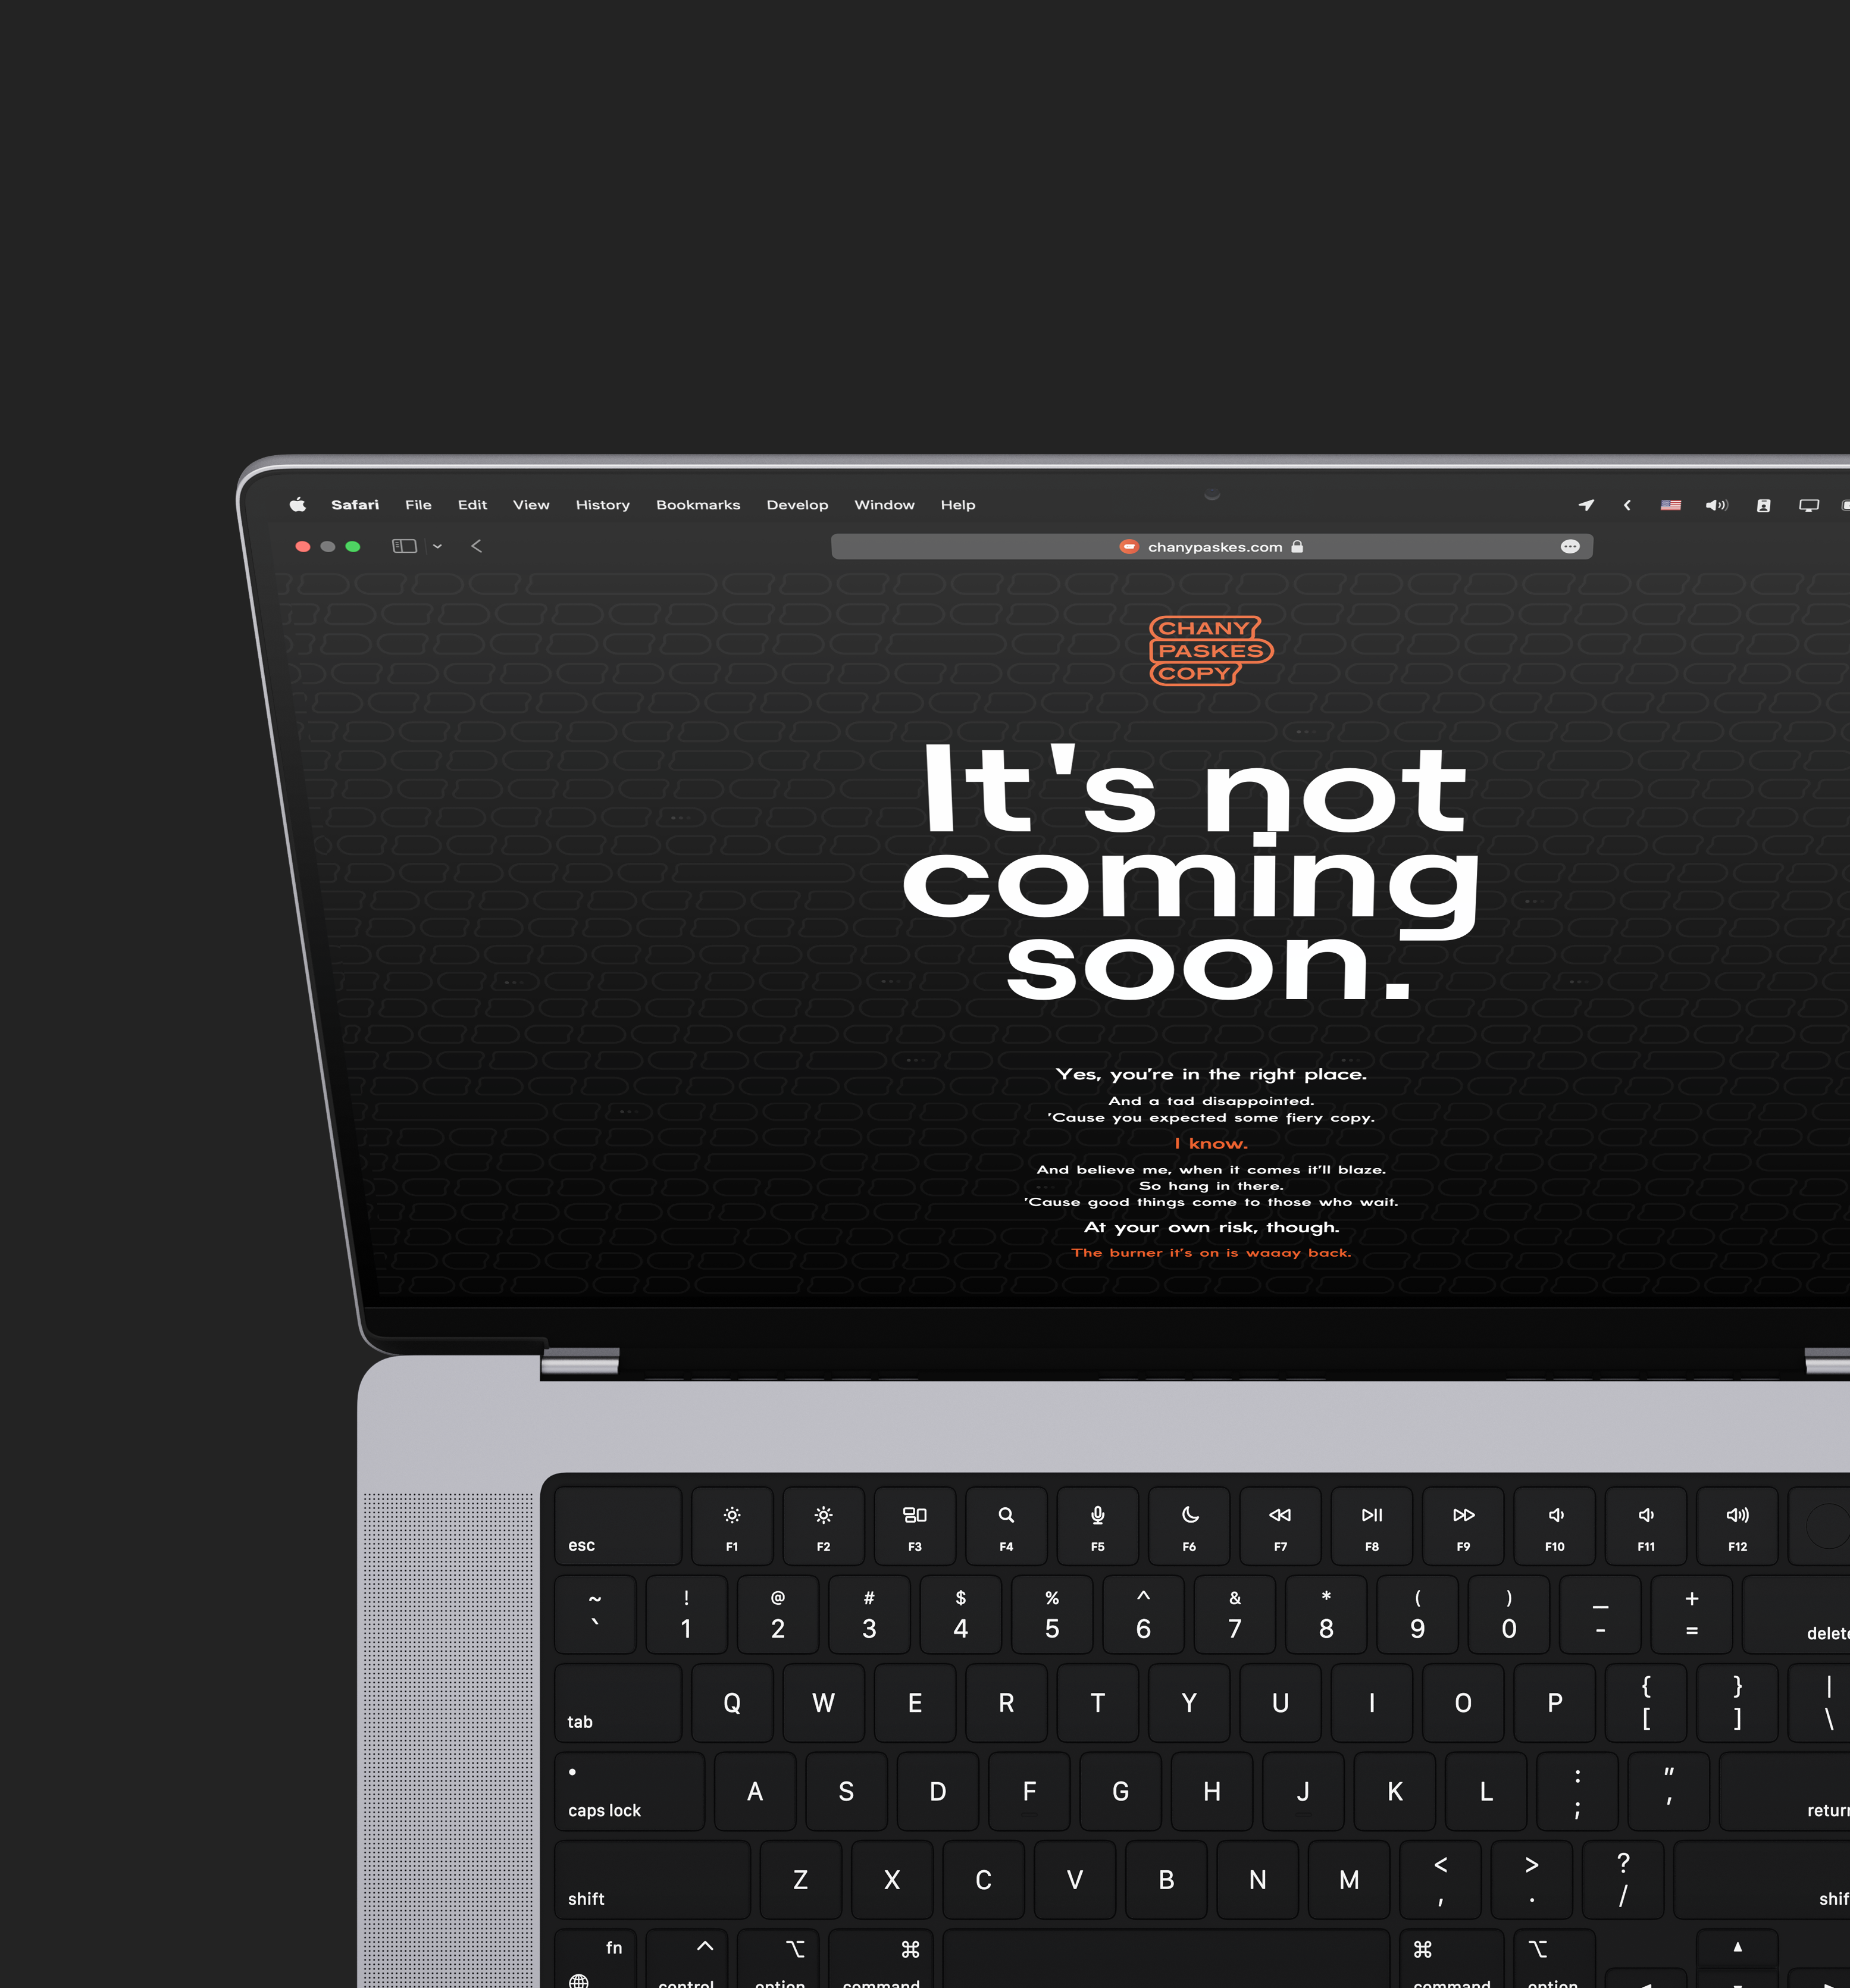 Safari File Edit View History Bookmarks Develop Window Help
chanypaskes.com
CHANY
PASKES
COPY
It's not
coming
soon.
Yes, you're in the right place.
And a tad disappointed.
'Cause you expected some fiery copy.
I know.
And believe me, when it comes it'll blaze.
So hang in there.
'Cause good things come to those who wait.
At your own risk, though.
The burner it's on is waaay back.
esc F1 F2 F3 F4 F5 F6 F7 F8 F9 F10 F11 F12
~ ! @ # $ % ^ & * ( ) _ +
` 1 2 3 4 5 6 7 8 9 0 - = delete
tab Q W E R T Y U I O P { } |
[ ] \
caps lock A S D F G H J K L : "
; ' return
shift Z X C V B N M < > ?
, . / shif
fn
control option command command option